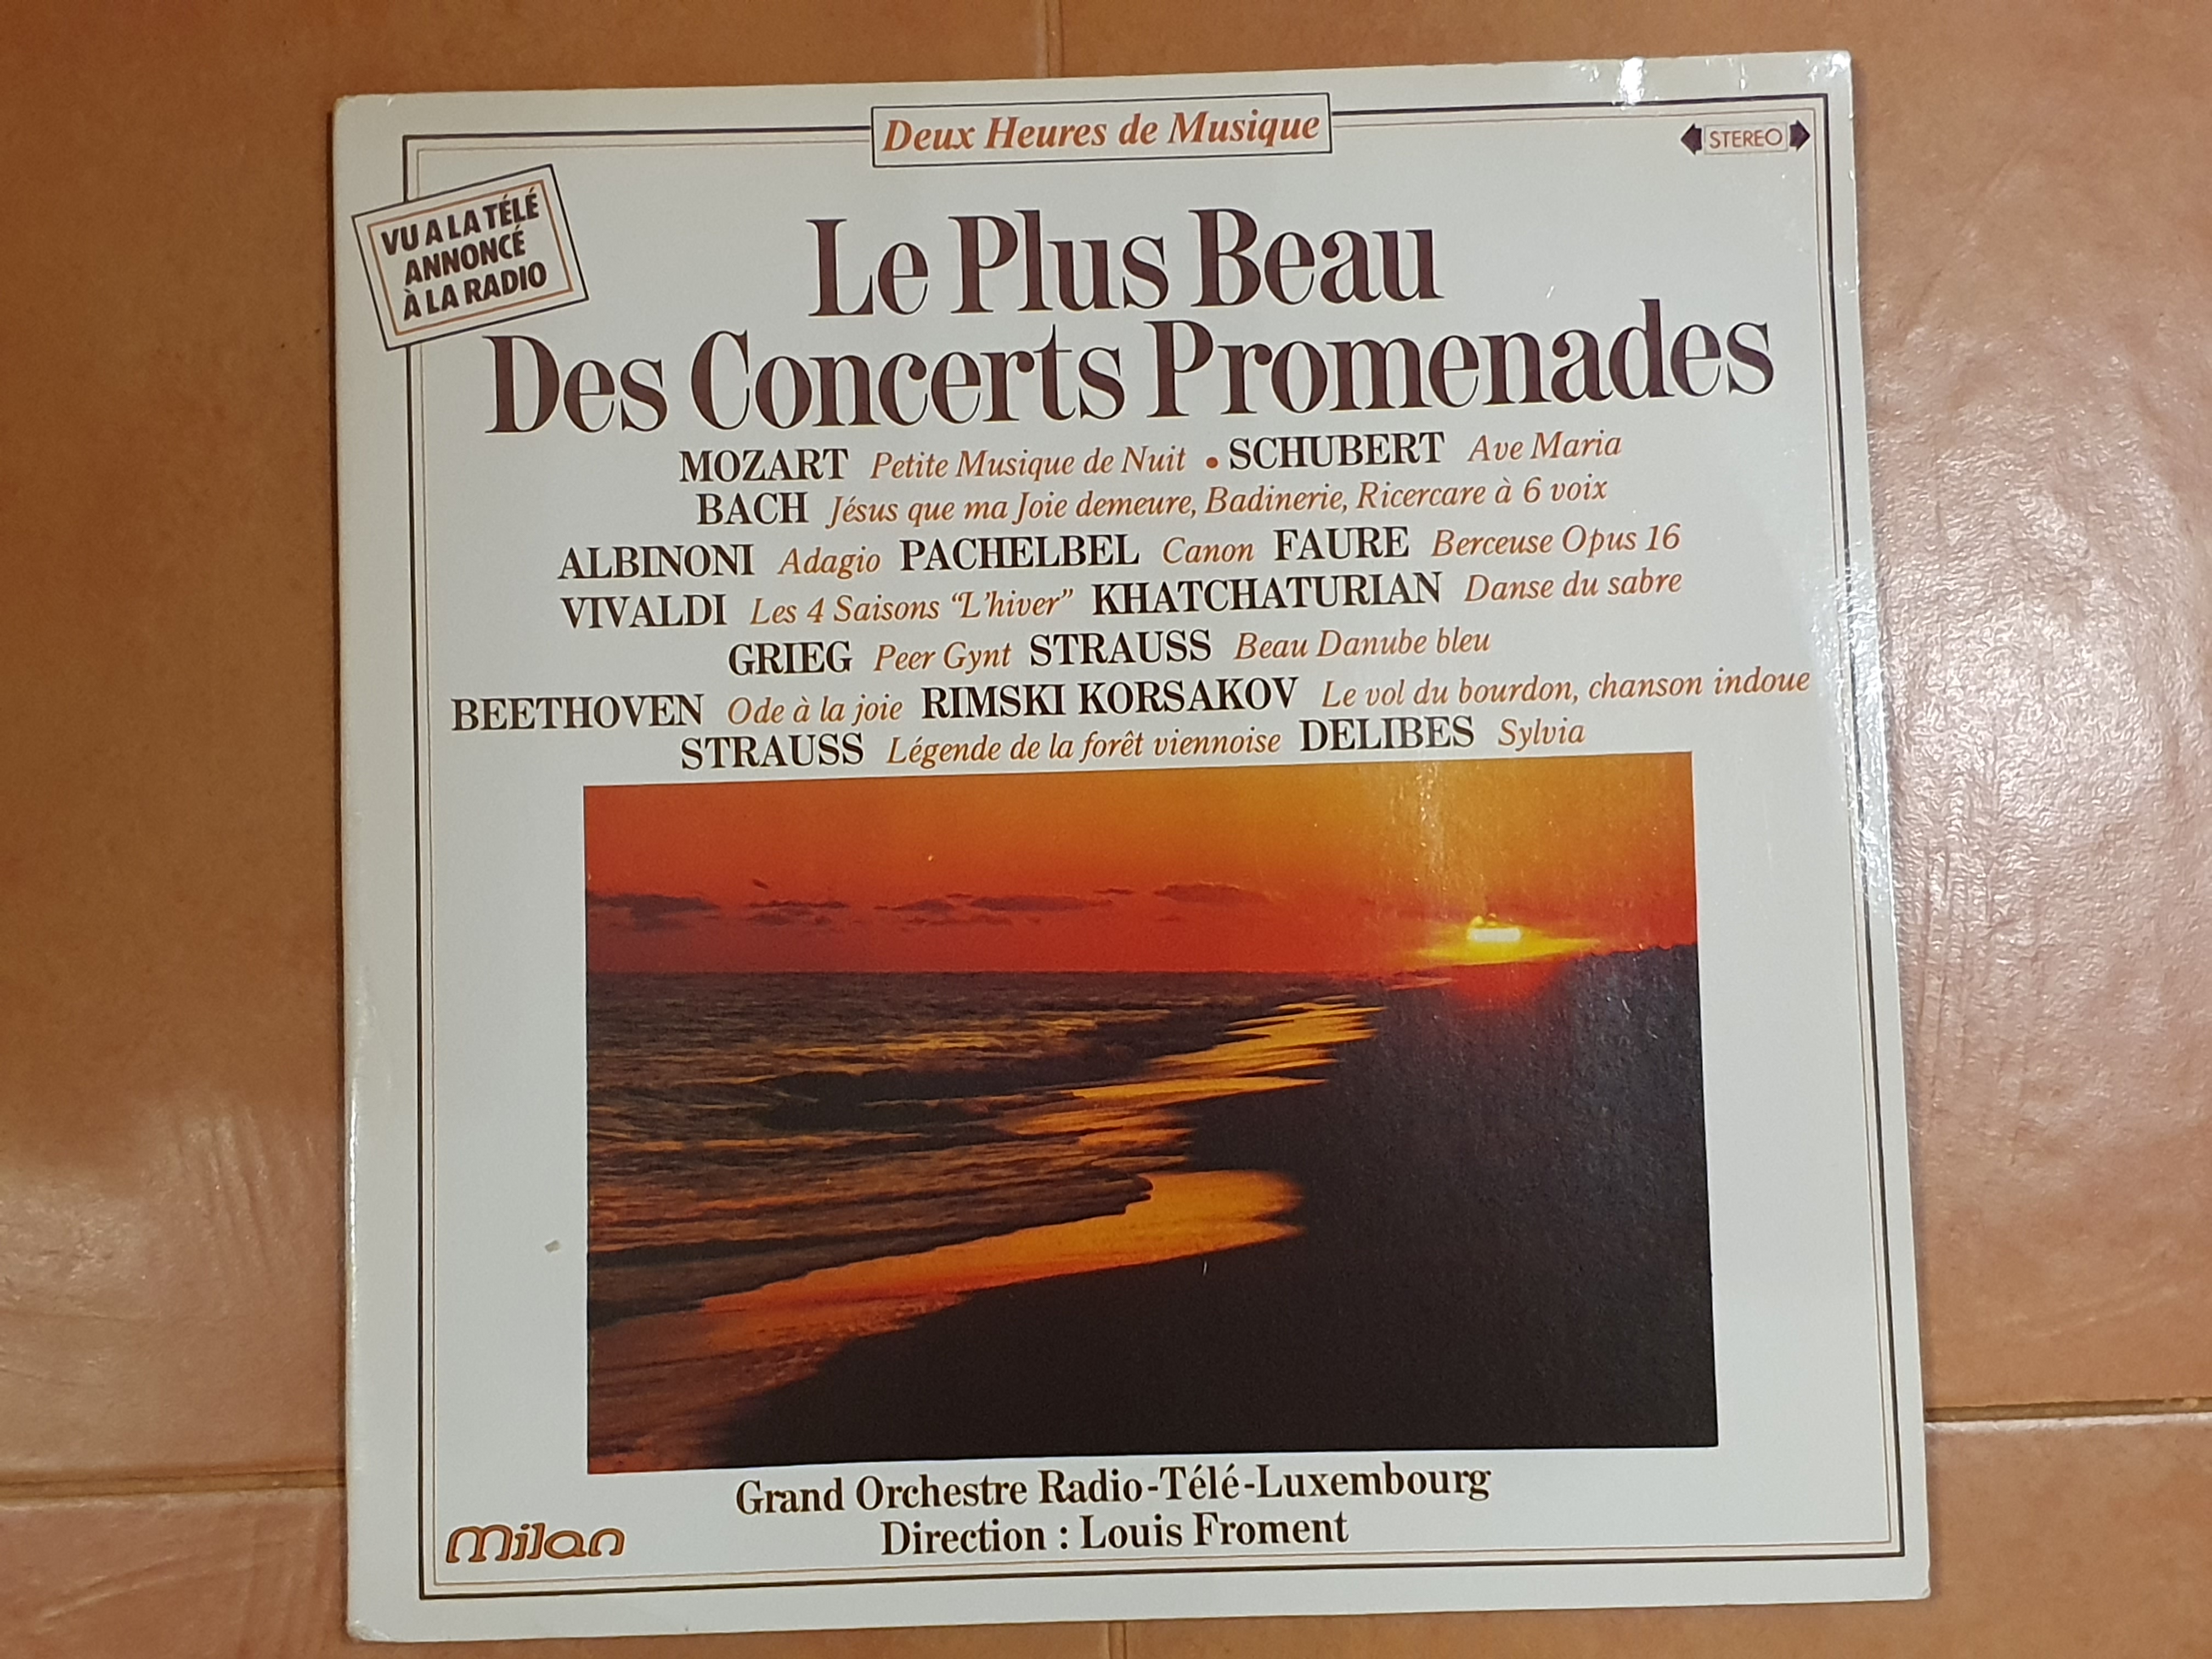 Deux Heures de Musique
STEREO
VU A LA TÉLÉ
ANNONCÉ
À LA RADIO
Le Plus Beau
Des Concerts Promenades
MOZART Petite Musique de Nuit • SCHUBERT Ave Maria
BACH Jésus que ma Joie demeure, Badinerie, Ricercare à 6 voix
ALBINONI Adagio PACHELBEL Canon FAURE Berceuse Opus 16
VIVALDI Les 4 Saisons “L'hiver” KHATCHATURIAN Danse du sabre
GRIEG Peer Gynt STRAUSS Beau Danube bleu
BEETHOVEN Ode à la joie RIMSKI KORSAKOV Le vol du bourdon, chanson indoue
STRAUSS Légende de la forêt viennoise DELIBES Sylvia
Grand Orchestre Radio-Télé-Luxembourg
Direction : Louis Froment
milan